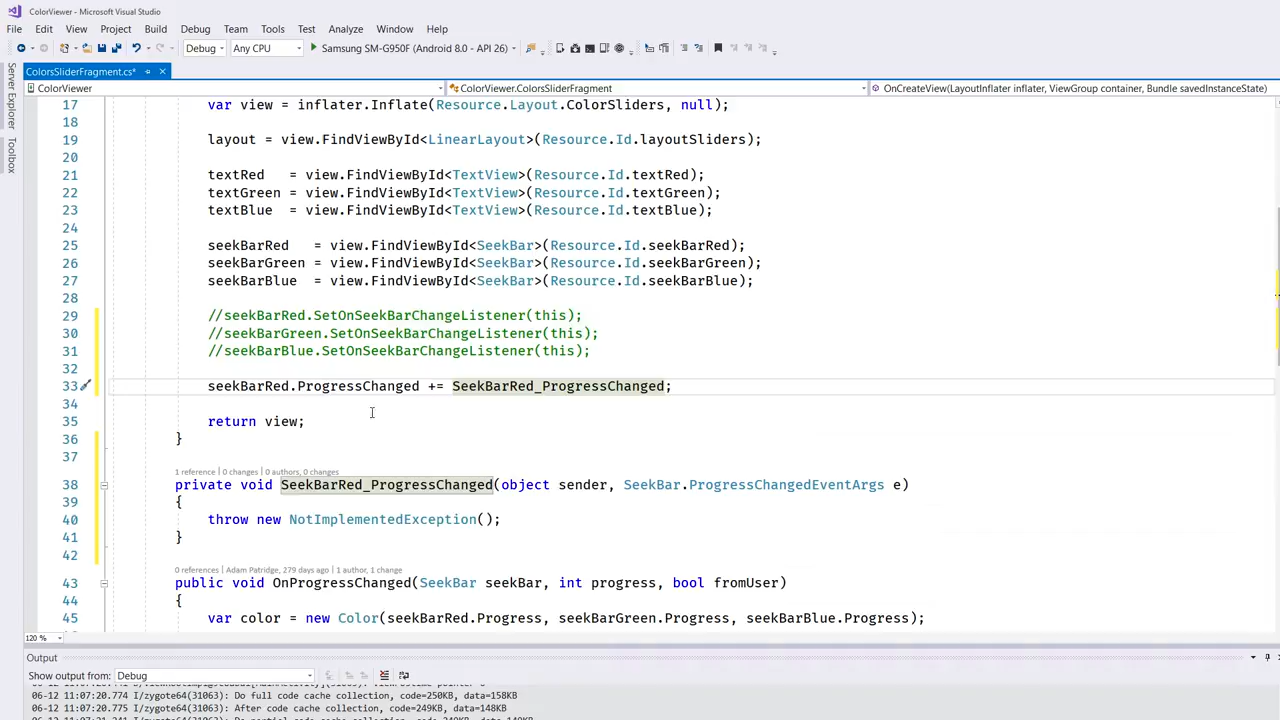 ColorViewer - Microsoft Visual Studio
File Edit View Project Build Debug Team Tools Test Analyze Window Help
Debug Any CPU Samsung SM-G950F (Android 8.0 - API 26)
Server Explorer
Toolbox
ColorsSliderFragment.cs*
ColorViewer ColorViewer.ColorsSliderFragment OnCreateView(LayoutInflater inflater, ViewGroup container, Bundle savedInstanceState)
17 var view = inflater.Inflate(Resource.Layout.ColorSliders, null);
18
19 layout = view.FindViewById<LinearLayout>(Resource.Id.layoutSliders);
20
21 textRed = view.FindViewById<TextView>(Resource.Id.textRed);
22 textGreen = view.FindViewById<TextView>(Resource.Id.textGreen);
23 textBlue = view.FindViewById<TextView>(Resource.Id.textBlue);
24
25 seekBarRed = view.FindViewById<SeekBar>(Resource.Id.seekBarRed);
26 seekBarGreen = view.FindViewById<SeekBar>(Resource.Id.seekBarGreen);
27 seekBarBlue = view.FindViewById<SeekBar>(Resource.Id.seekBarBlue);
28
29 //seekBarRed.SetOnSeekBarChangeListener(this);
30 //seekBarGreen.SetOnSeekBarChangeListener(this);
31 //seekBarBlue.SetOnSeekBarChangeListener(this);
32
33 seekBarRed.ProgressChanged += SeekBarRed_ProgressChanged;
34
35 return view;
36 }
37
1 reference | 0 changes | 0 authors, 0 changes
38 private void SeekBarRed_ProgressChanged(object sender, SeekBar.ProgressChangedEventArgs e)
39 {
40 throw new NotImplementedException();
41 }
42
0 references | Adam Patridge, 279 days ago | 1 author, 1 change
43 public void OnProgressChanged(SeekBar seekBar, int progress, bool fromUser)
44 {
45 var color = new Color(seekBarRed.Progress, seekBarGreen.Progress, seekBarBlue.Progress);
120 %
Output
Show output from: Debug
06-12 11:07:20.774 I/zygote64(31063): Do full code cache collection, code=250KB, data=158KB
06-12 11:07:20.775 I/zygote64(31063): After code cache collection, code=249KB, data=148KB